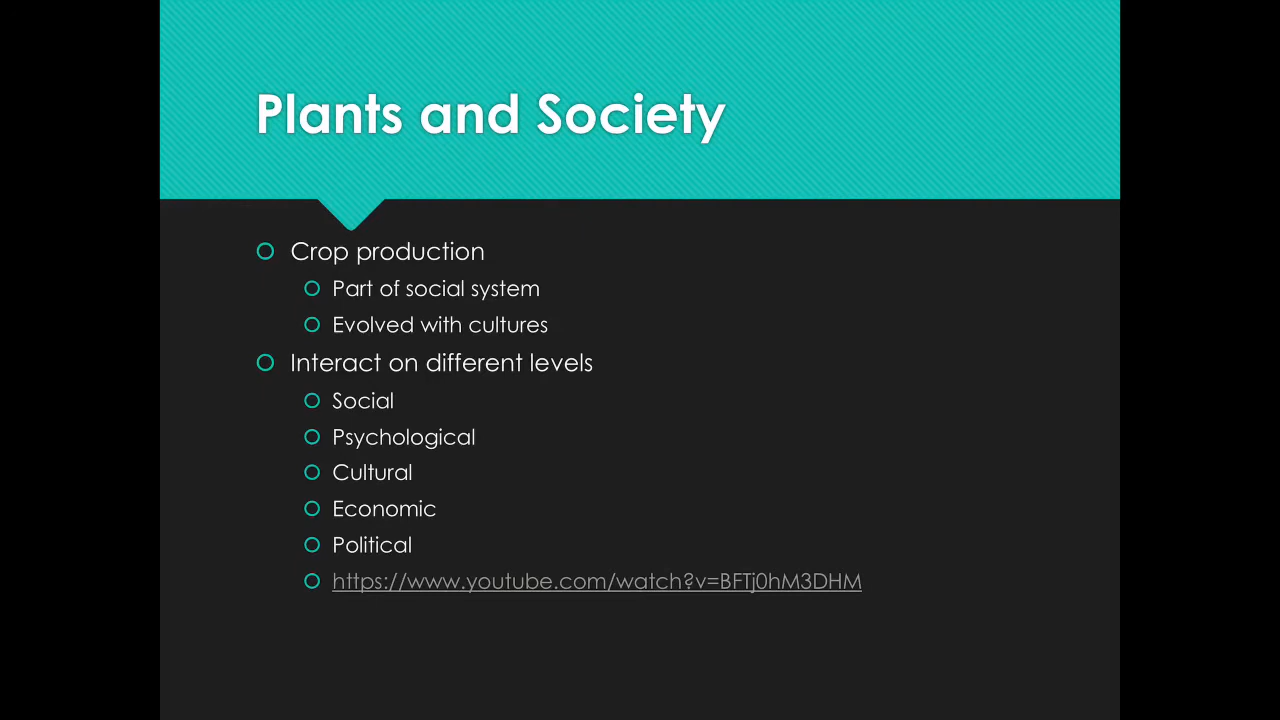 Plants and Society
Crop production
Part of social system
Evolved with cultures
Interact on different levels
Social
Psychological
Cultural
Economic
Political
https://www.youtube.com/watch?v=BFTj0hM3DHM